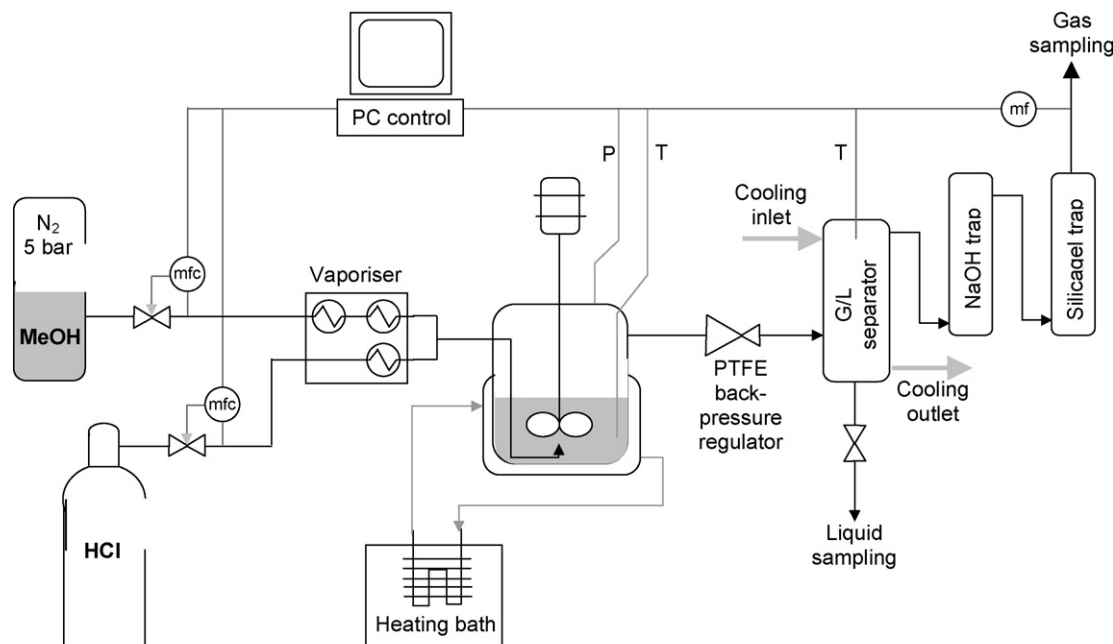 Gas
sampling
PC control
mf
P
T
T
N₂
5 bar
MeOH
mfc
Vaporiser
Cooling
inlet
G/L
separator
NaOH trap
Silicagel trap
PTFE
back-
pressure
regulator
Cooling
outlet
mfc
HCl
Liquid
sampling
Heating bath